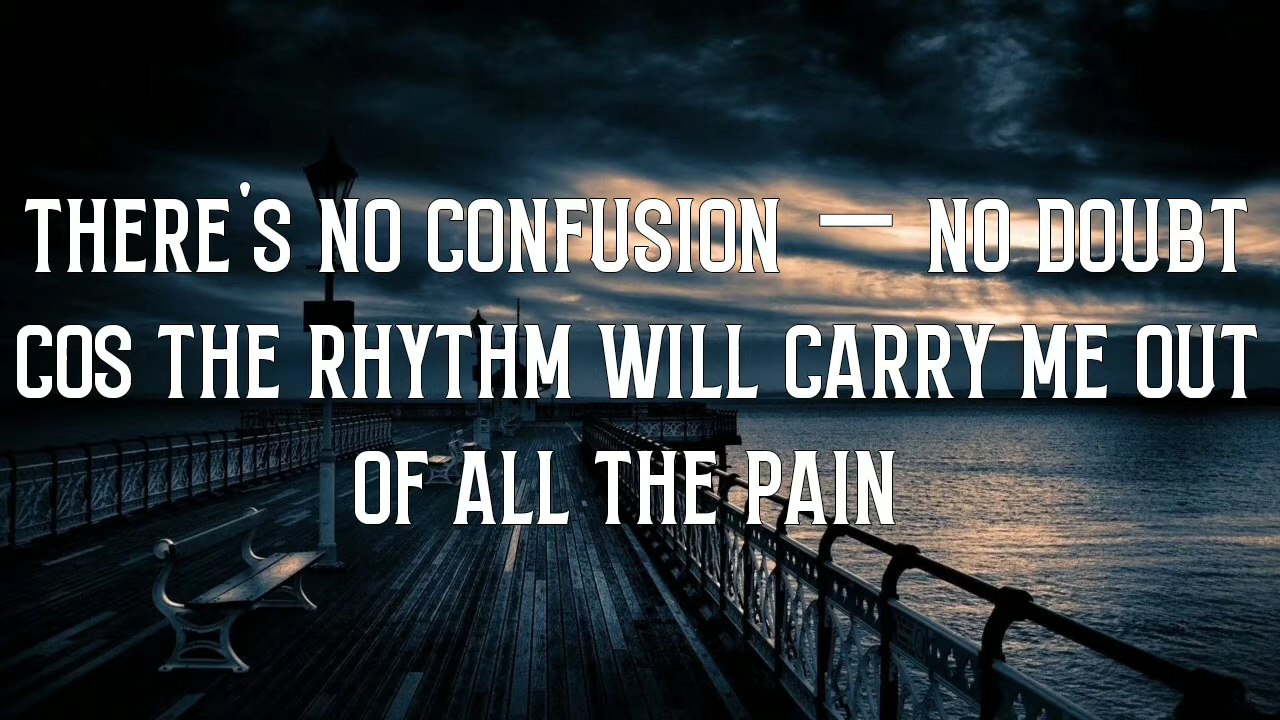 THERE'S NO CONFUSION — NO DOUBT
COS THE RHYTHM WILL CARRY ME OUT
OF ALL THE PAIN